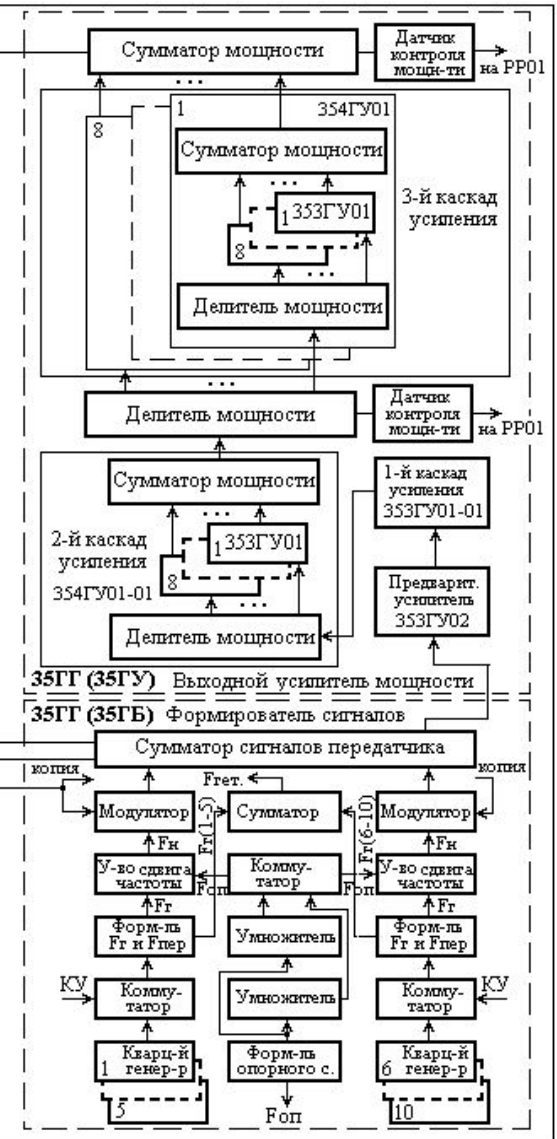 Сумматор мощности
Датчик
контроля
мощн-ти
на РР01
...
8
1
354ГУ01
Сумматор мощности
...
1
353ГУ01
8
...
Делитель мощности
3-й каскад
усиления
...
Делитель мощности
Датчик
контроля
мощн-ти
на РР01
Сумматор мощности
...
2-й каскад
усиления
354ГУ01-01
1
353ГУ01
8
...
Делитель мощности
1-й каскад
усиления
353ГУ01-01
Предварит.
усилитель
353ГУ02
35ГГ (35ГУ) Выходной усилитель мощности
35ГГ (35ГБ) Формирователь сигналов
Сумматор сигналов передатчика
копия
Fгет.
копия
Модулятор
Fг(1-5)
Сумматор
Fг(6-10)
Модулятор
Fн
Fн
У-во сдвига
частоты
Fоп
Комму-
татор
Fоп
У-во сдвига
частоты
Fг
Fг
Форм-ль
Fг и Fпер
Умножитель
Форм-ль
Fг и Fпер
КУ
Комму-
татор
Умножитель
Комму-
татор
КУ
1
Кварц-й
генер-р
5
Форм-ль
опорного с.
6
Кварц-й
генер-р
10
Fоп